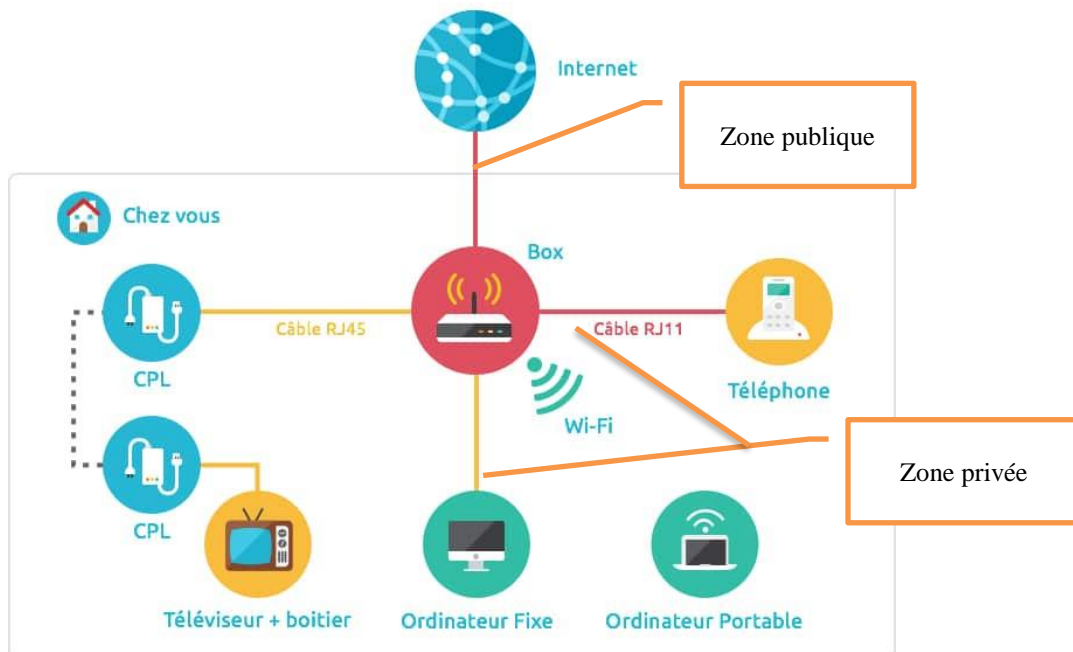 Internet
Zone publique
Chez vous
Box
Câble RJ45
Câble RJ11
CPL
Téléphone
Wi-Fi
Zone privée
CPL
Téléviseur + boitier
Ordinateur Fixe
Ordinateur Portable